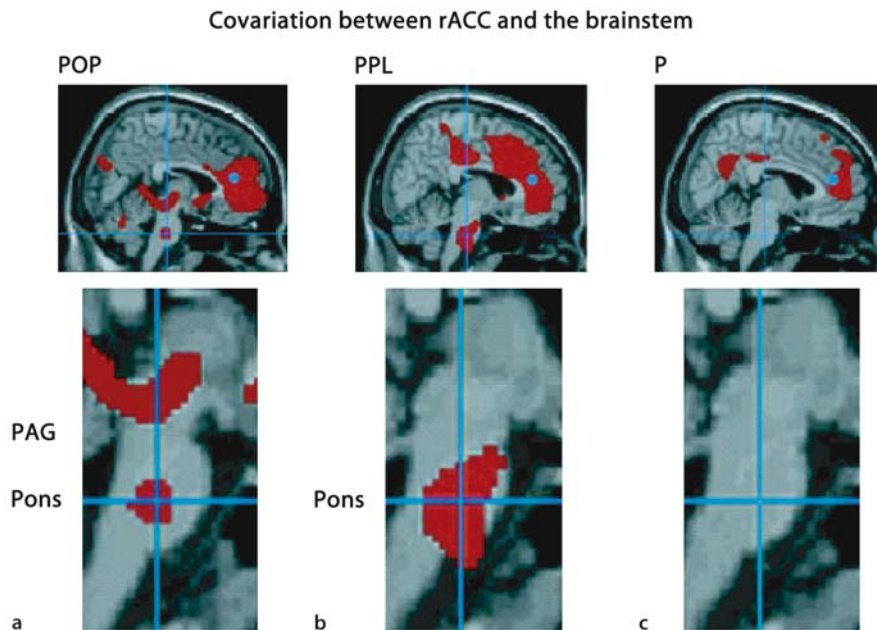 Covariation between rACC and the brainstem
POP PPL P
PAG
Pons Pons
a b c